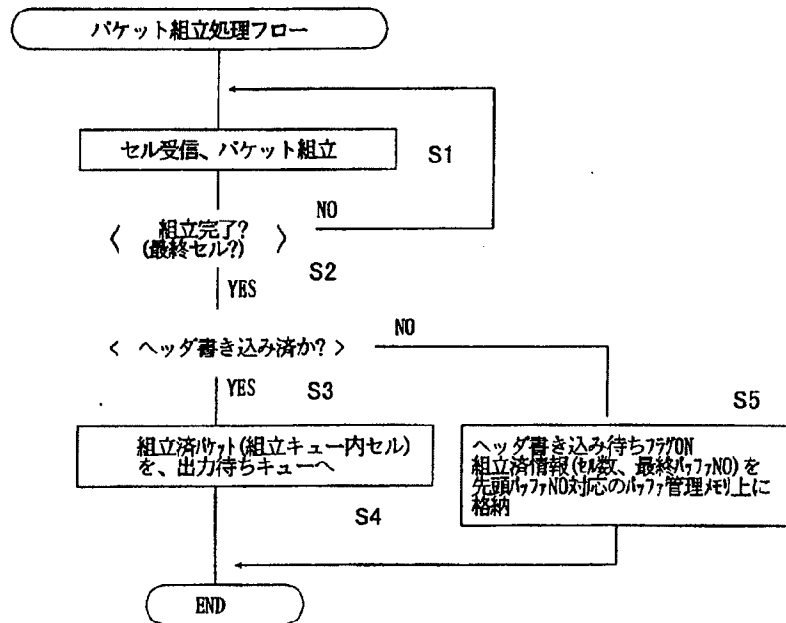 パケット組立処理フロー
セル受信、パケット組立
S1
組立完了?
(最終セル?)
NO
S2
YES
ヘッダ書き込み済か?
NO
YES
S3
S5
組立済パケット(組立キュー内セル)
を、出力待ちキューへ
S4
ヘッダ書き込み待ちフラグON
組立済情報(セル数、最終バッファNO)を
先頭バッファNO対応のバッファ管理メモリ上に
格納
END